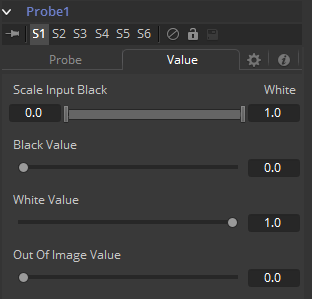 Probe1
S1 S2 S3 S4 S5 S6
Probe Value
Scale Input Black White
0.0 1.0
Black Value
0.0
White Value
1.0
Out Of Image Value
0.0